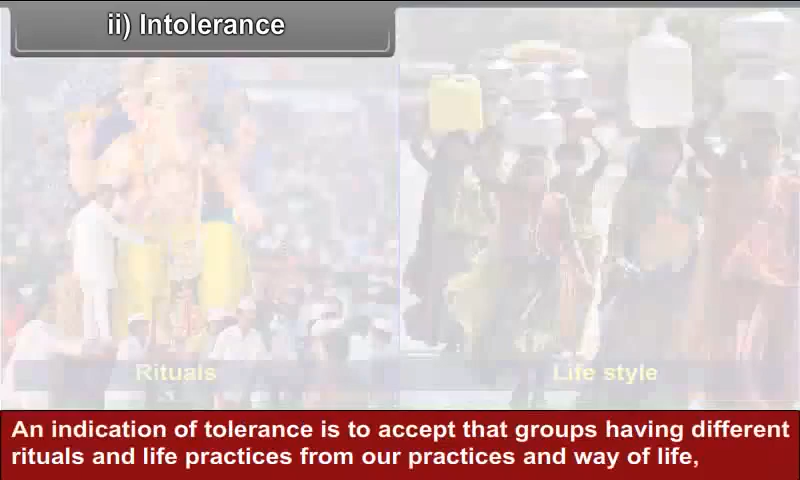 ii) Intolerance
Rituals
Life style
An indication of tolerance is to accept that groups having different
rituals and life practices from our practices and way of life,